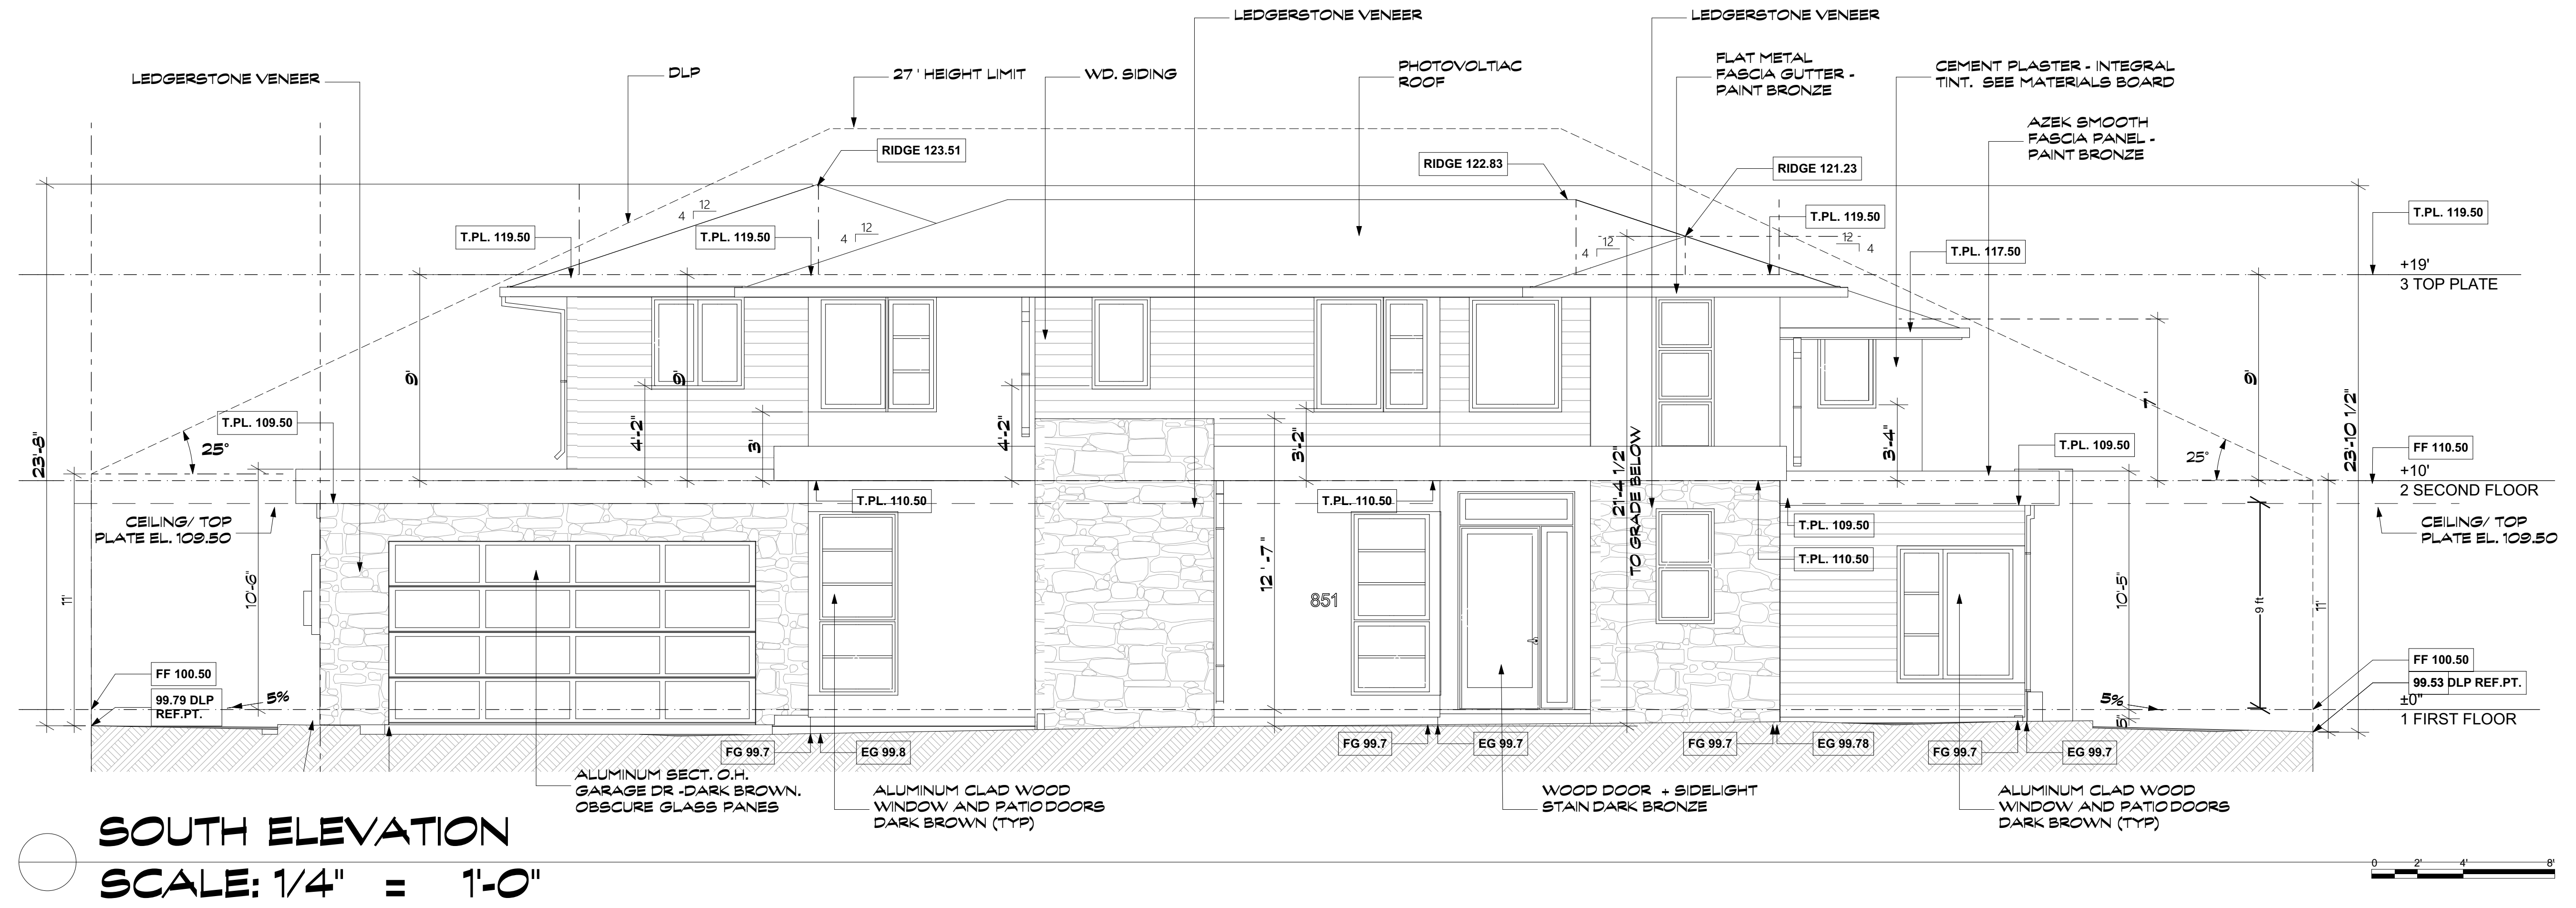 LEDGERSTONE VENEER
LEDGERSTONE VENEER
LEDGERSTONE VENEER
DLP
27 ' HEIGHT LIMIT
WD. SIDING
PHOTOVOLTIAC
ROOF
FLAT METAL
FASCIA GUTTER -
PAINT BRONZE
CEMENT PLASTER - INTEGRAL
TINT. SEE MATERIALS BOARD
AZEK SMOOTH
FASCIA PANEL -
PAINT BRONZE
RIDGE 123.51
RIDGE 122.83
RIDGE 121.23
12
4
12
4
12
4
12
4
T.PL. 119.50
T.PL. 119.50
T.PL. 119.50
T.PL. 119.50
T.PL. 117.50
+19'
3 TOP PLATE
9'
9'
9'
7'
23'-8"
23'-10 1/2"
T.PL. 109.50
25°
25°
4'-2"
3'
4'-2"
3'-2"
3'-4"
21'-4 1/2"
TO GRADE BELOW
T.PL. 109.50
FF 110.50
+10'
2 SECOND FLOOR
T.PL. 110.50
T.PL. 110.50
T.PL. 109.50
T.PL. 110.50
CEILING/ TOP
PLATE EL. 109.50
CEILING/ TOP
PLATE EL. 109.50
11'
10'-6"
12 ' -7"
851
10'-5"
9 ft
11'
FF 100.50
99.79 DLP
REF.PT.
5%
5%
5'
FF 100.50
99.53 DLP REF.PT.
±0"
1 FIRST FLOOR
FG 99.7
EG 99.8
FG 99.7
EG 99.7
FG 99.7
EG 99.78
FG 99.7
EG 99.7
ALUMINUM SECT. O.H.
GARAGE DR -DARK BROWN.
OBSCURE GLASS PANES
ALUMINUM CLAD WOOD
WINDOW AND PATIO DOORS
DARK BROWN (TYP)
WOOD DOOR + SIDELIGHT
STAIN DARK BRONZE
ALUMINUM CLAD WOOD
WINDOW AND PATIO DOORS
DARK BROWN (TYP)
SOUTH ELEVATION
SCALE: 1/4" = 1'-0"
0 2' 4' 8'